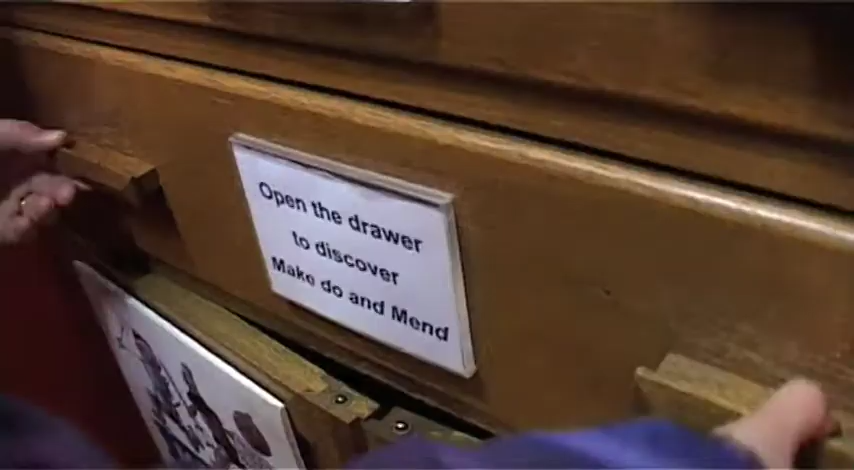 Open the drawer
to discover
Make do and Mend